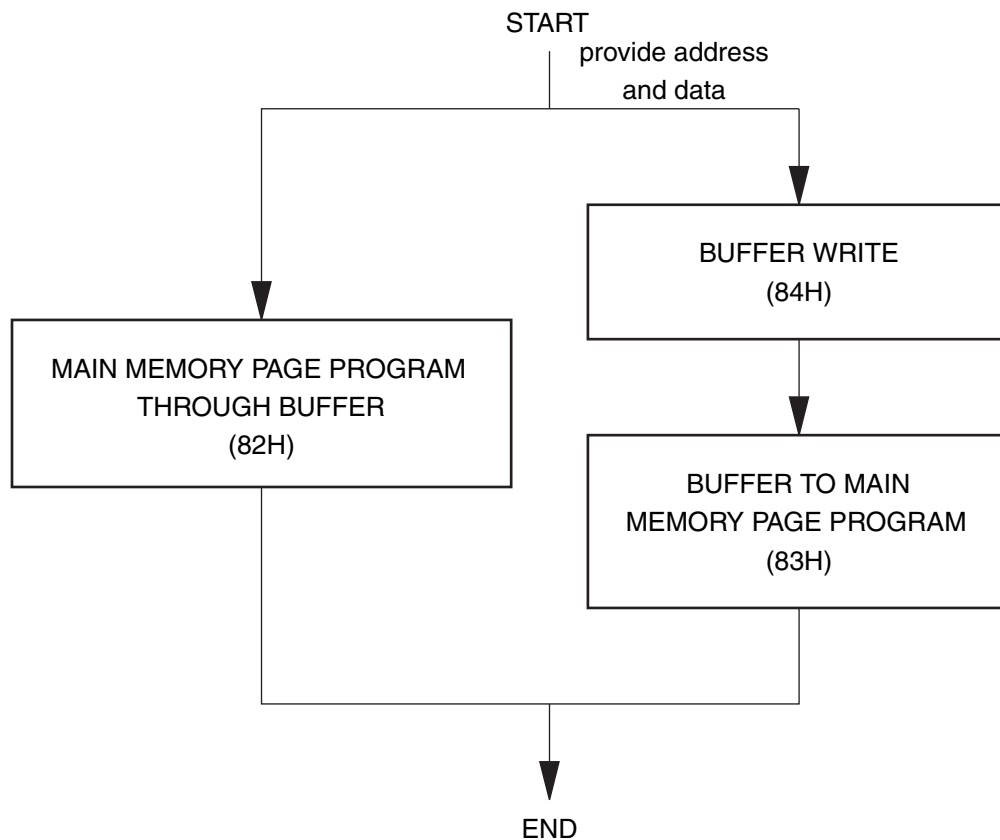 START
provide address
and data
BUFFER WRITE
(84H)
MAIN MEMORY PAGE PROGRAM
THROUGH BUFFER
(82H)
BUFFER TO MAIN
MEMORY PAGE PROGRAM
(83H)
END